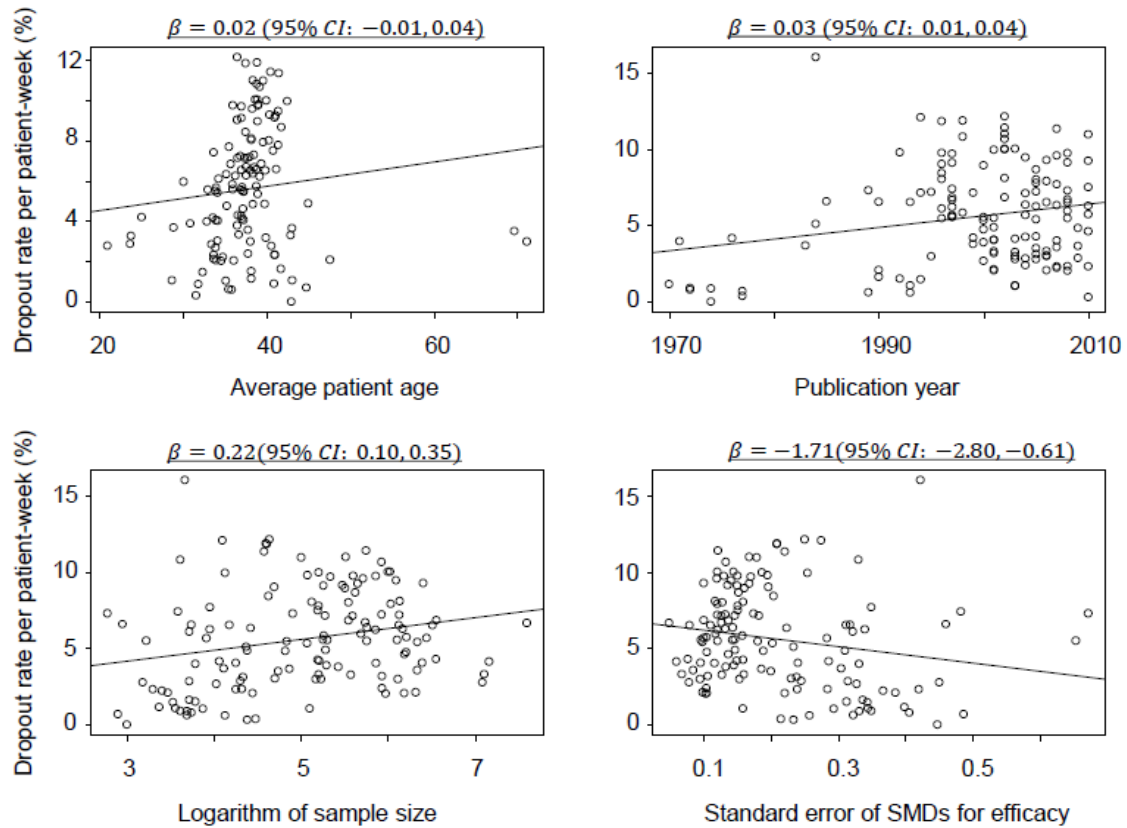 β = 0.02 (95% CI: −0.01, 0.04)
Dropout rate per patient-week (%)
12
8
4
0
20 40 60
Average patient age
β = 0.03 (95% CI: 0.01, 0.04)
15
10
5
0
1970 1990 2010
Publication year
β = 0.22(95% CI: 0.10, 0.35)
Dropout rate per patient-week (%)
15
10
5
0
3 5 7
Logarithm of sample size
β = −1.71(95% CI: −2.80, −0.61)
15
10
5
0
0.1 0.3 0.5
Standard error of SMDs for efficacy